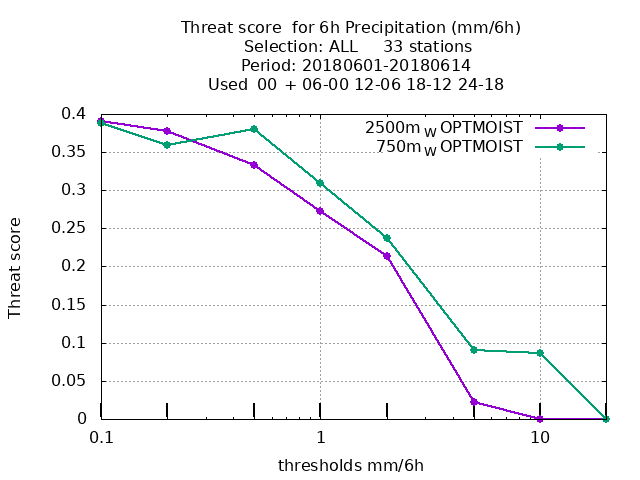 Threat score  for 6h Precipitation (mm/6h)
Selection: ALL     33 stations
Period: 20180601-20180614
Used  00 + 06-00 12-06 18-12 24-18
2500m W OPTMOIST
750m W OPTMOIST
Threat score
0.4
0.35
0.3
0.25
0.2
0.15
0.1
0.05
0
0.1 1 10
thresholds mm/6h